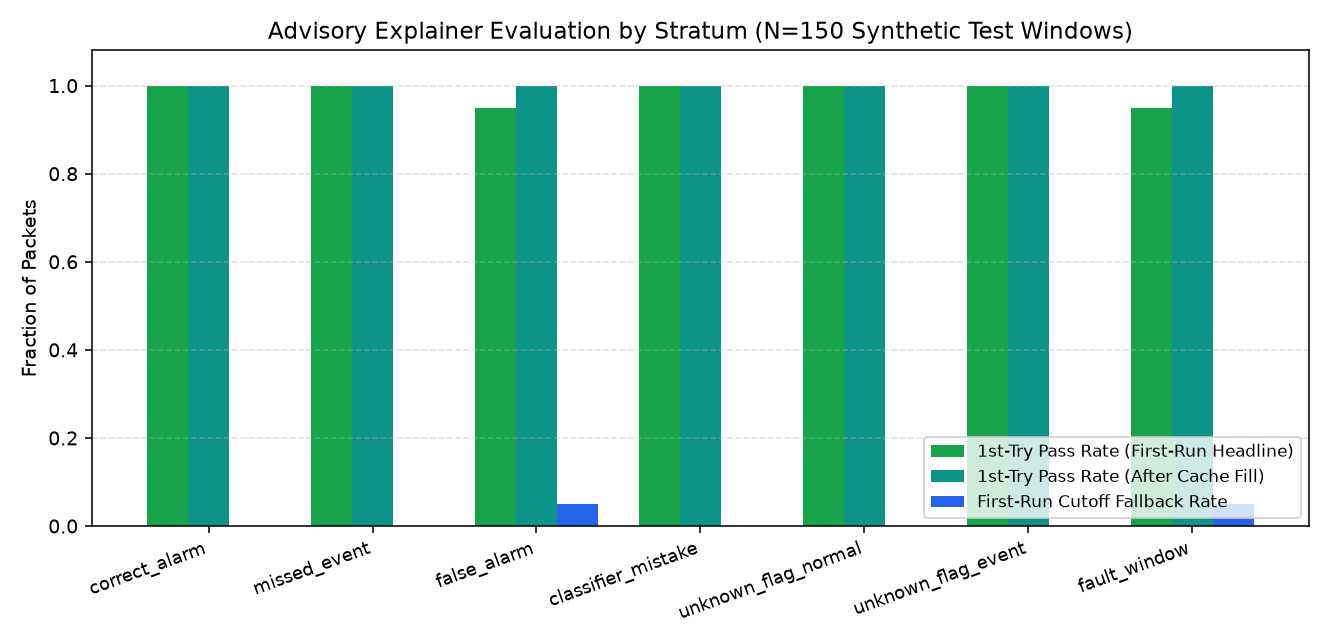 Advisory Explainer Evaluation by Stratum (N=150 Synthetic Test Windows)
Fraction of Packets
1.0
0.8
0.6
0.4
0.2
0.0
1st-Try Pass Rate (First-Run Headline)
1st-Try Pass Rate (After Cache Fill)
First-Run Cutoff Fallback Rate
correct_alarm
missed_event
false_alarm
classifier_mistake
unknown_flag_normal
unknown_flag_event
fault_window